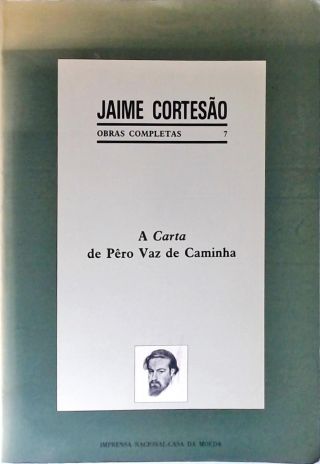 JAIME CORTESÃO
OBRAS COMPLETAS 7
A Carta
de Pêro Vaz de Caminha
IMPRENSA NACIONAL-CASA DA MOEDA